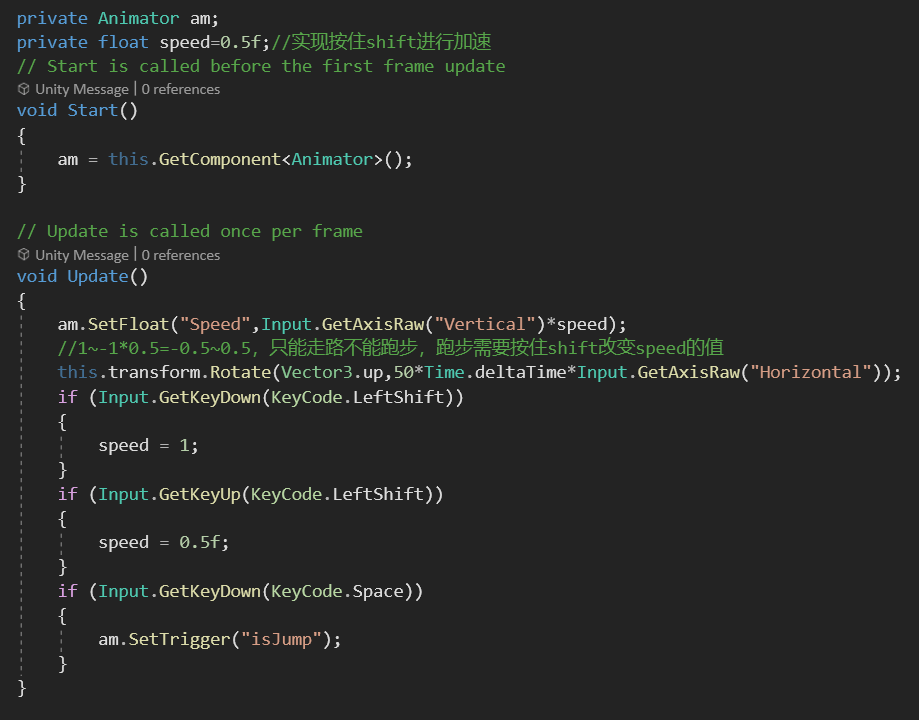 private Animator am;
private float speed=0.5f;//实现按住shift进行加速
// Start is called before the first frame update
Unity Message | 0 references
void Start()
{
am = this.GetComponent<Animator>();
}
// Update is called once per frame
Unity Message | 0 references
void Update()
{
am.SetFloat("Speed",Input.GetAxisRaw("Vertical")*speed);
//1~-1*0.5=-0.5~0.5, 只能走路不能跑步, 跑步需要按住shift改变speed的值
this.transform.Rotate(Vector3.up,50*Time.deltaTime*Input.GetAxisRaw("Horizontal"));
if (Input.GetKeyDown(KeyCode.LeftShift))
{
speed = 1;
}
if (Input.GetKeyUp(KeyCode.LeftShift))
{
speed = 0.5f;
}
if (Input.GetKeyDown(KeyCode.Space))
{
am.SetTrigger("isJump");
}
}